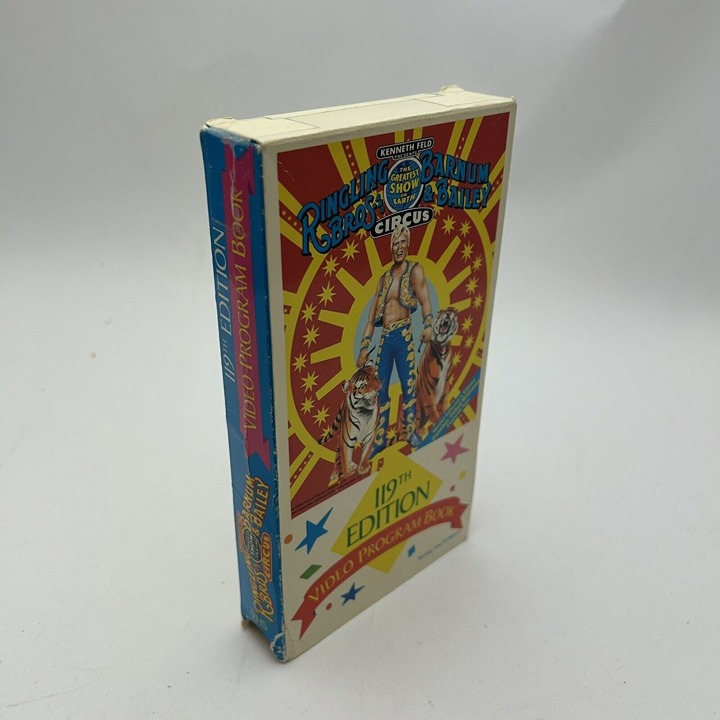 119TH EDITION
VIDEO PROGRAM BOOK
RINGLING BROS. AND BARNUM & BAILEY
CIRCUS
KENNETH FELD
PRESENTS
RINGLING BROS. AND BARNUM & BAILEY
THE
GREATEST
SHOW
ON
EARTH
CIRCUS
119TH
EDITION
VIDEO PROGRAM BOOK